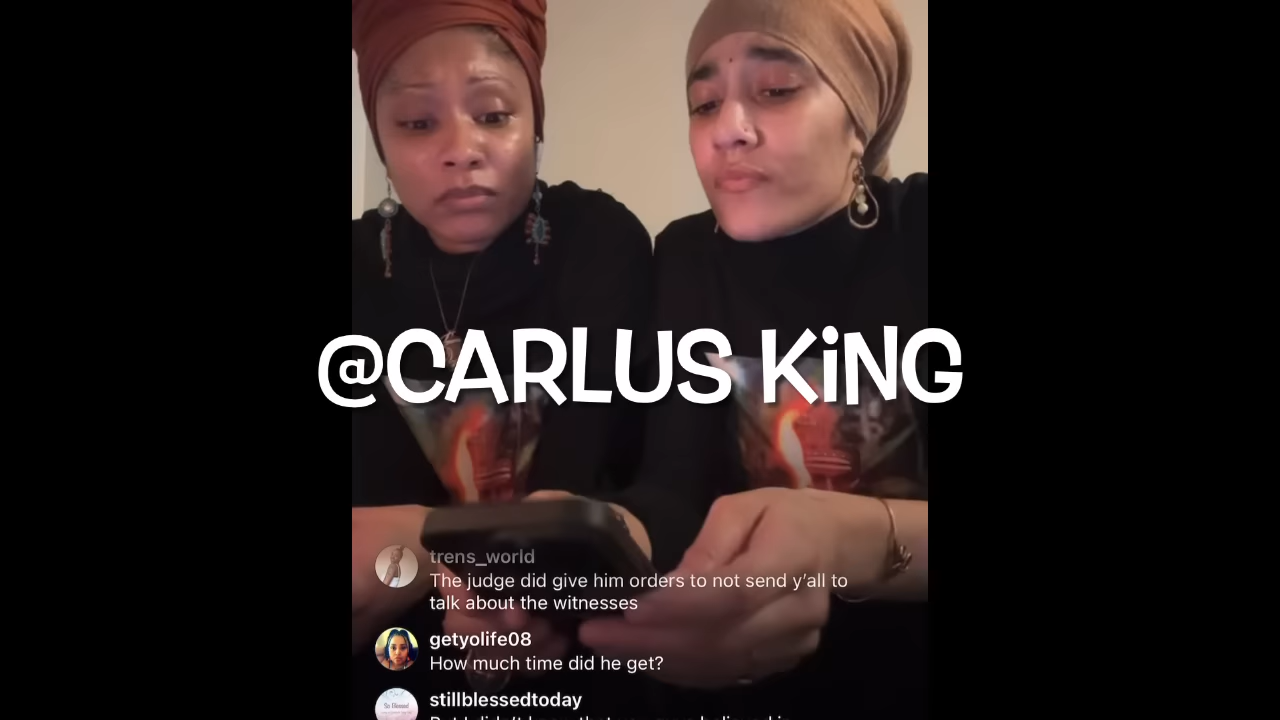 @CARLUS KiNG
trens_world
The judge did give him orders to not send y'all to
talk about the witnesses
getyolife08
How much time did he get?
stillblessedtoday